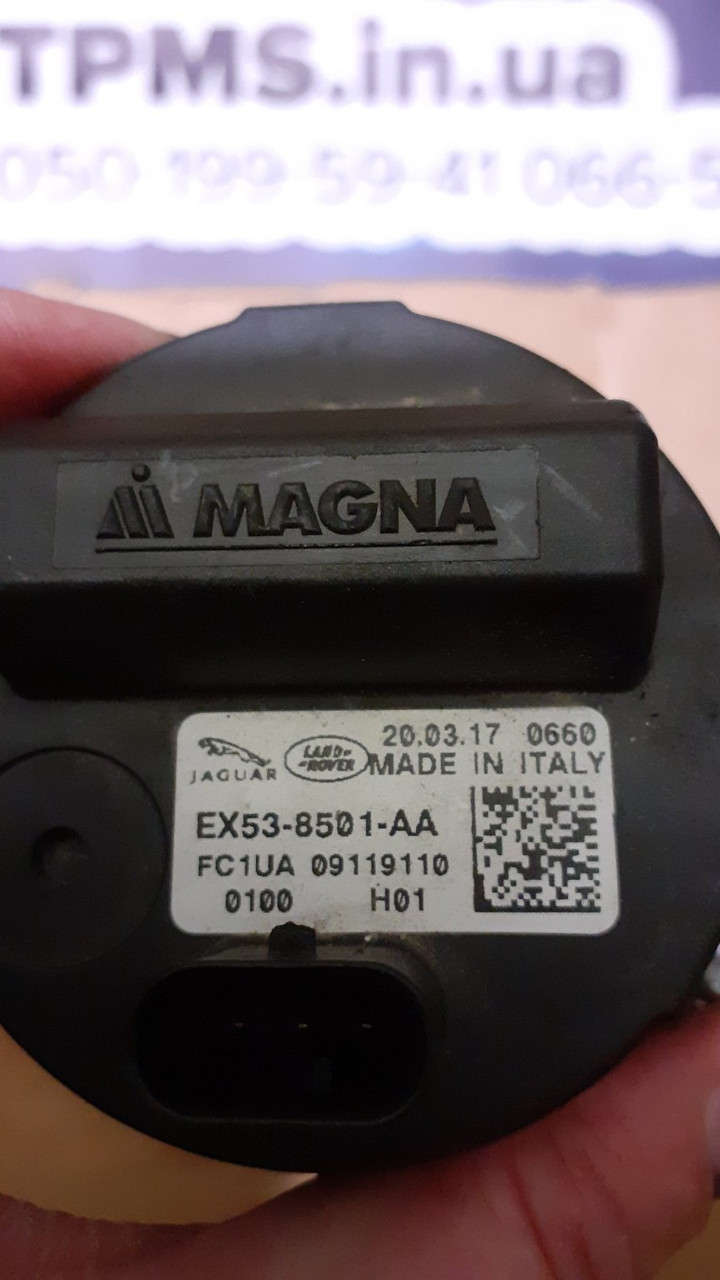 TPMS.in.ua
050 199-59-41 066-5
MAGNA
20.03.17 0660
JAGUAR LAND-ROVER MADE IN ITALY
EX53-8501-AA
FC1UA 09119110
0100 H01